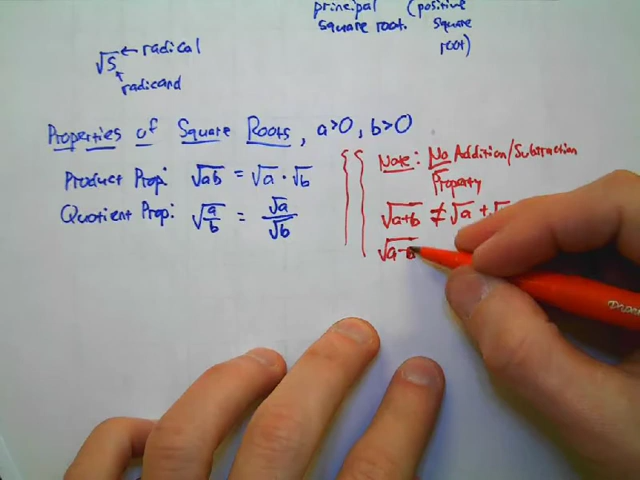 principal (positive
square root. square
root)
√5 ← radical
radicand
Properties of Square Roots, a>0, b>0
Note: No Addition/Subtraction
Property
Product Prop: √ab = √a · √b
Quotient Prop: √a/b = √a/√b
√a+b ≠ √a + √
√a-b